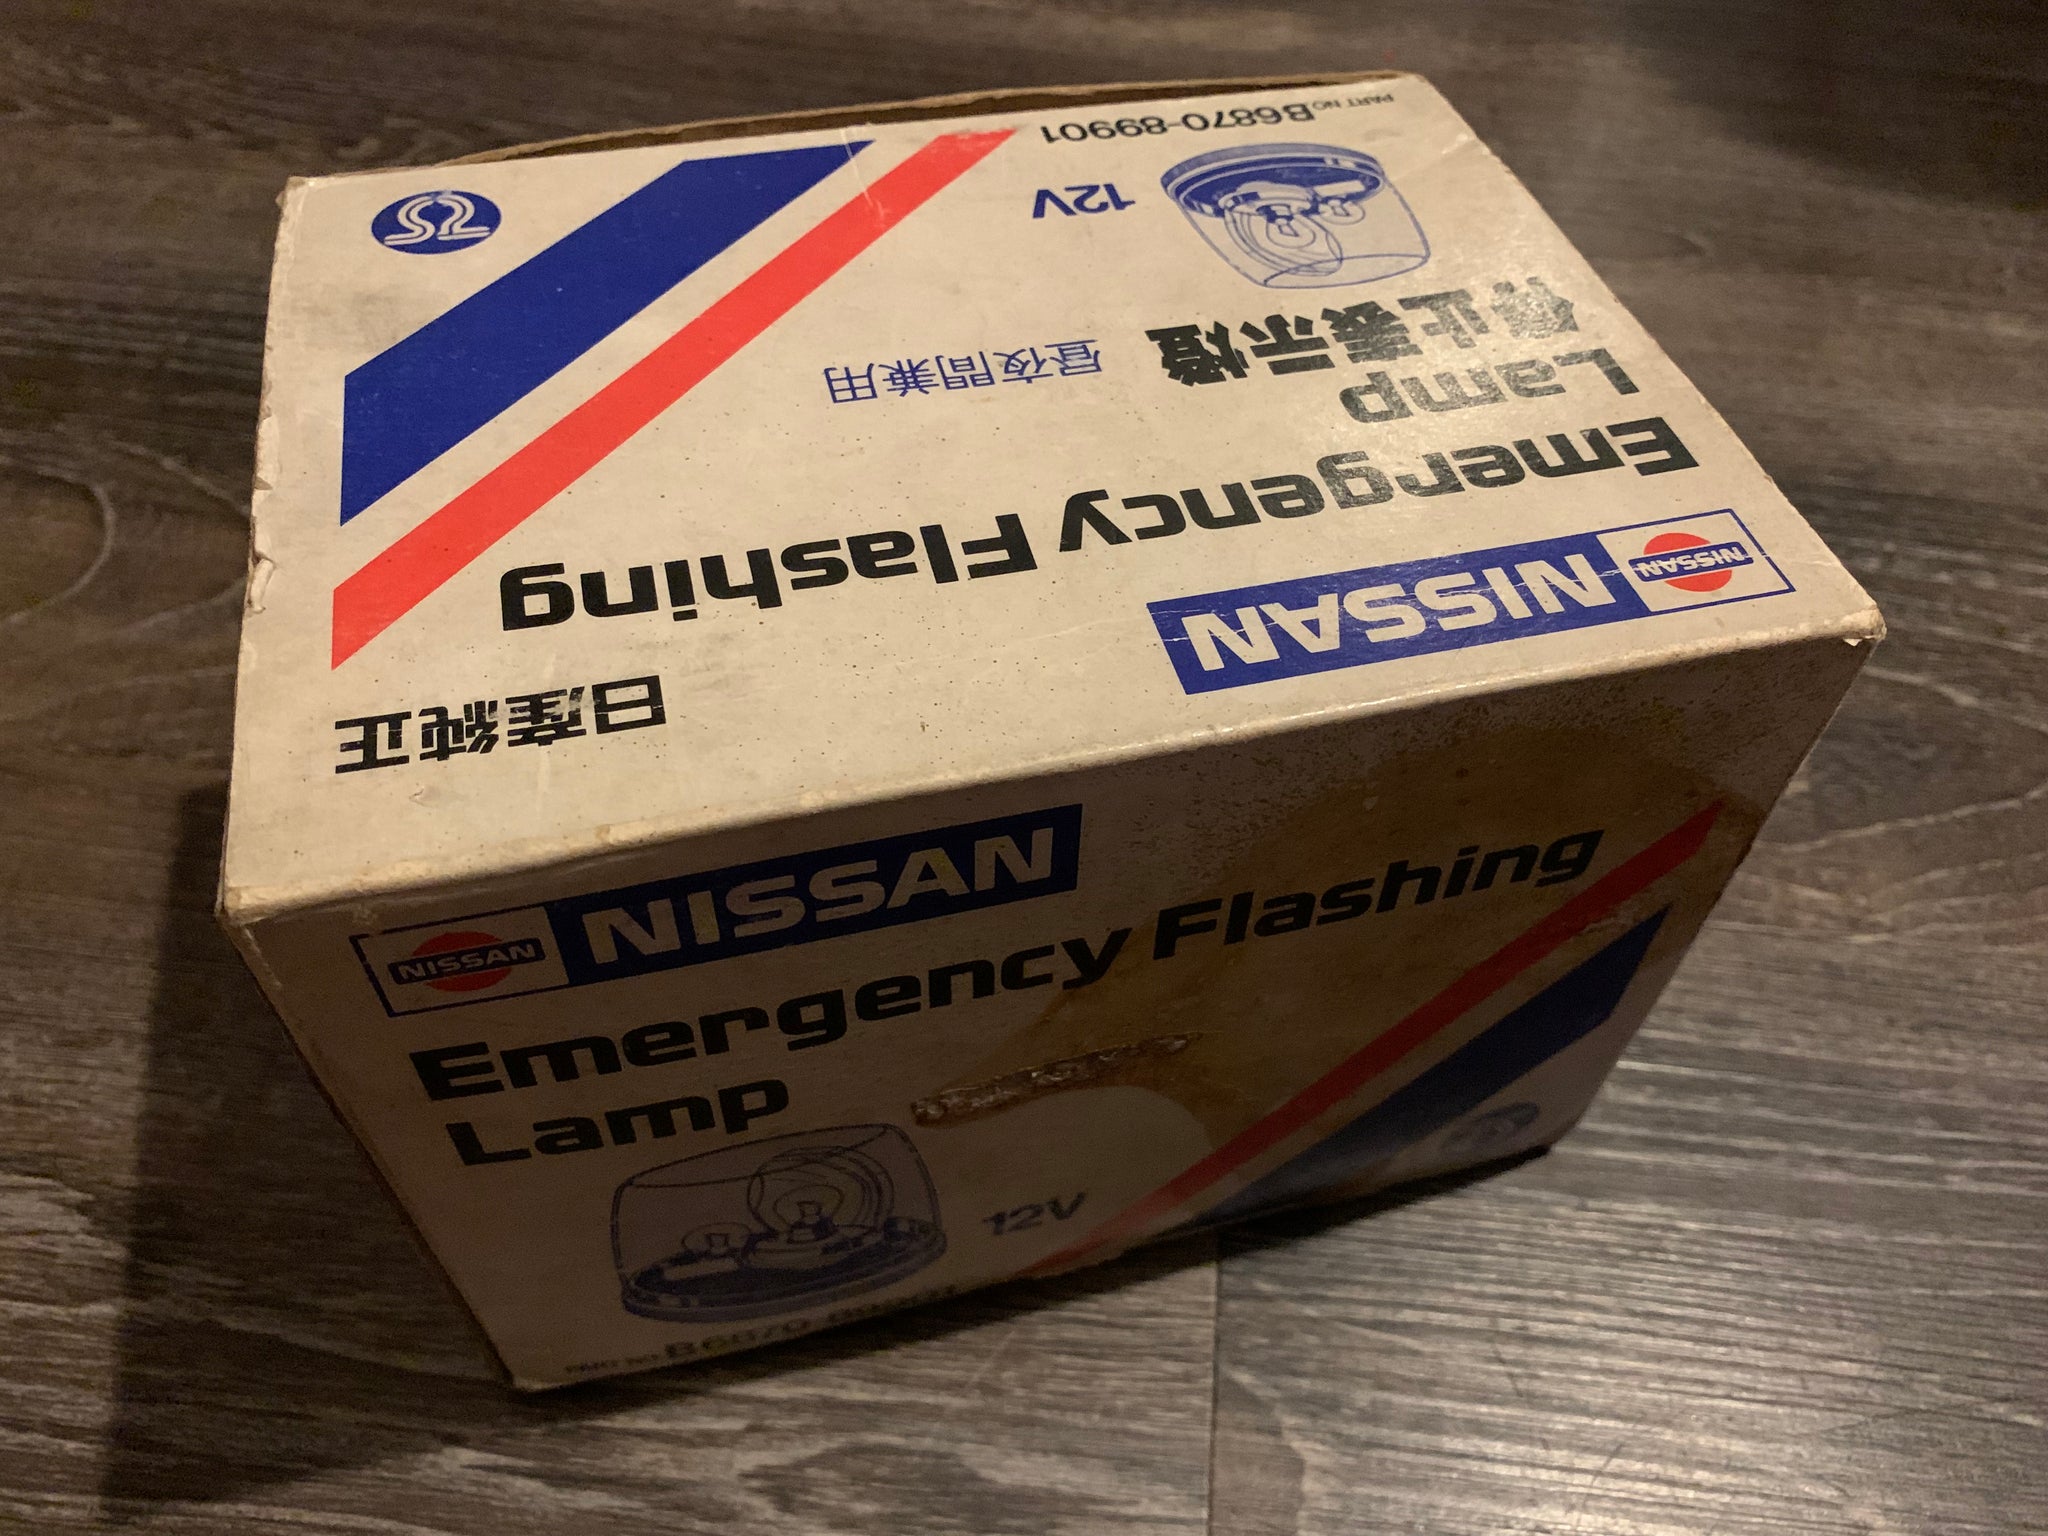 日産純正
NISSAN NISSAN
Emergency Flashing
Lamp
停止表示燈
昼夜間兼用
12V
PART NO B6870-89901
NISSAN NISSAN
Emergency Flashing
Lamp
12V